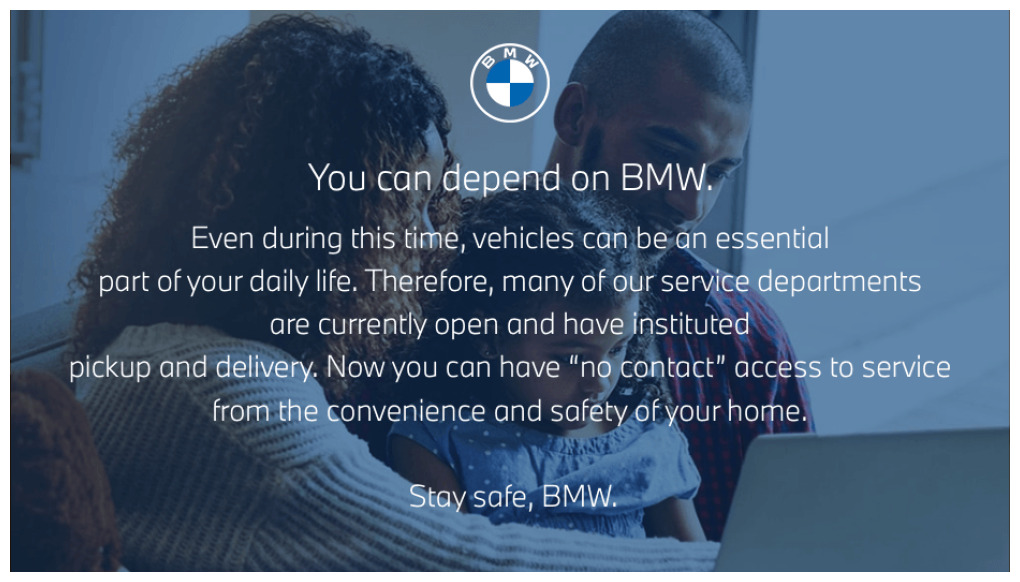 BMW
You can depend on BMW.
Even during this time, vehicles can be an essential
part of your daily life. Therefore, many of our service departments
are currently open and have instituted
pickup and delivery. Now you can have “no contact” access to service
from the convenience and safety of your home.
Stay safe, BMW.